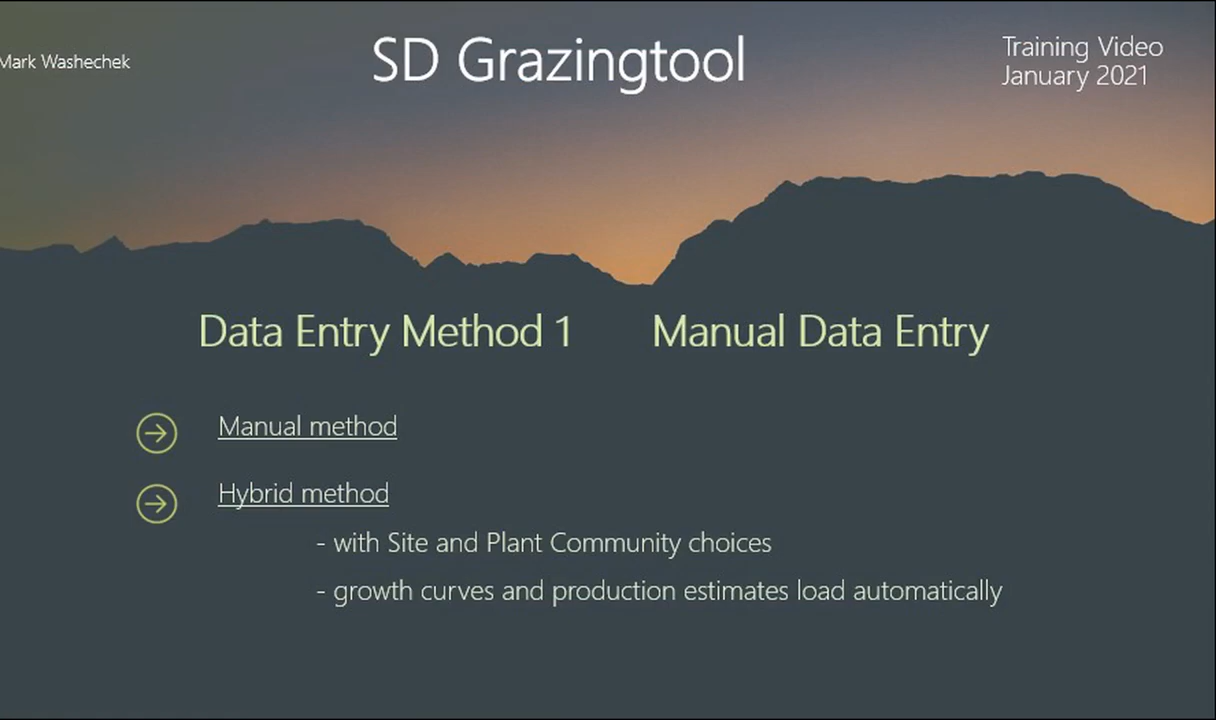 Mark Washechek
SD Grazingtool
Training Video
January 2021
Data Entry Method 1 Manual Data Entry
Manual method
Hybrid method
- with Site and Plant Community choices
- growth curves and production estimates load automatically